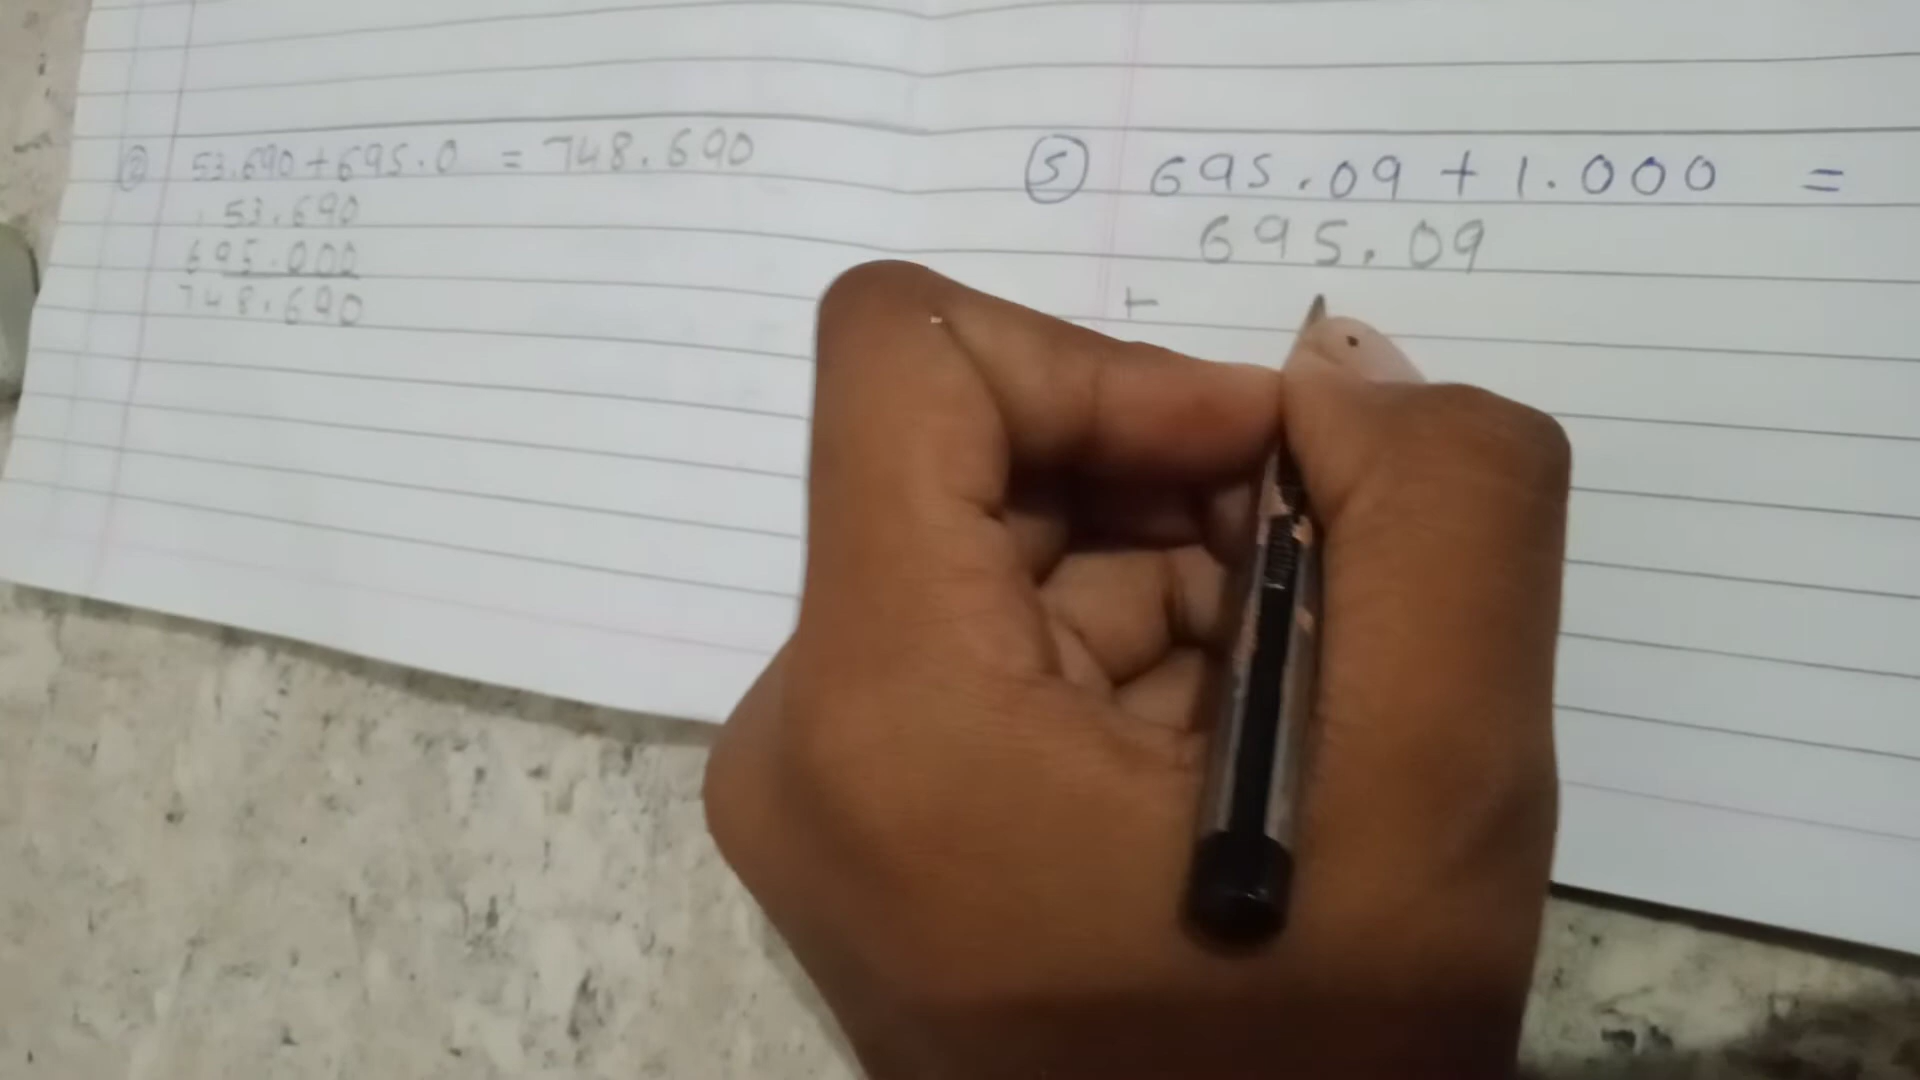 ② 53.690+695.0 = 748.690
53.690
695.000
748.690
⑤ 695.09 + 1.000 =
695.09
+